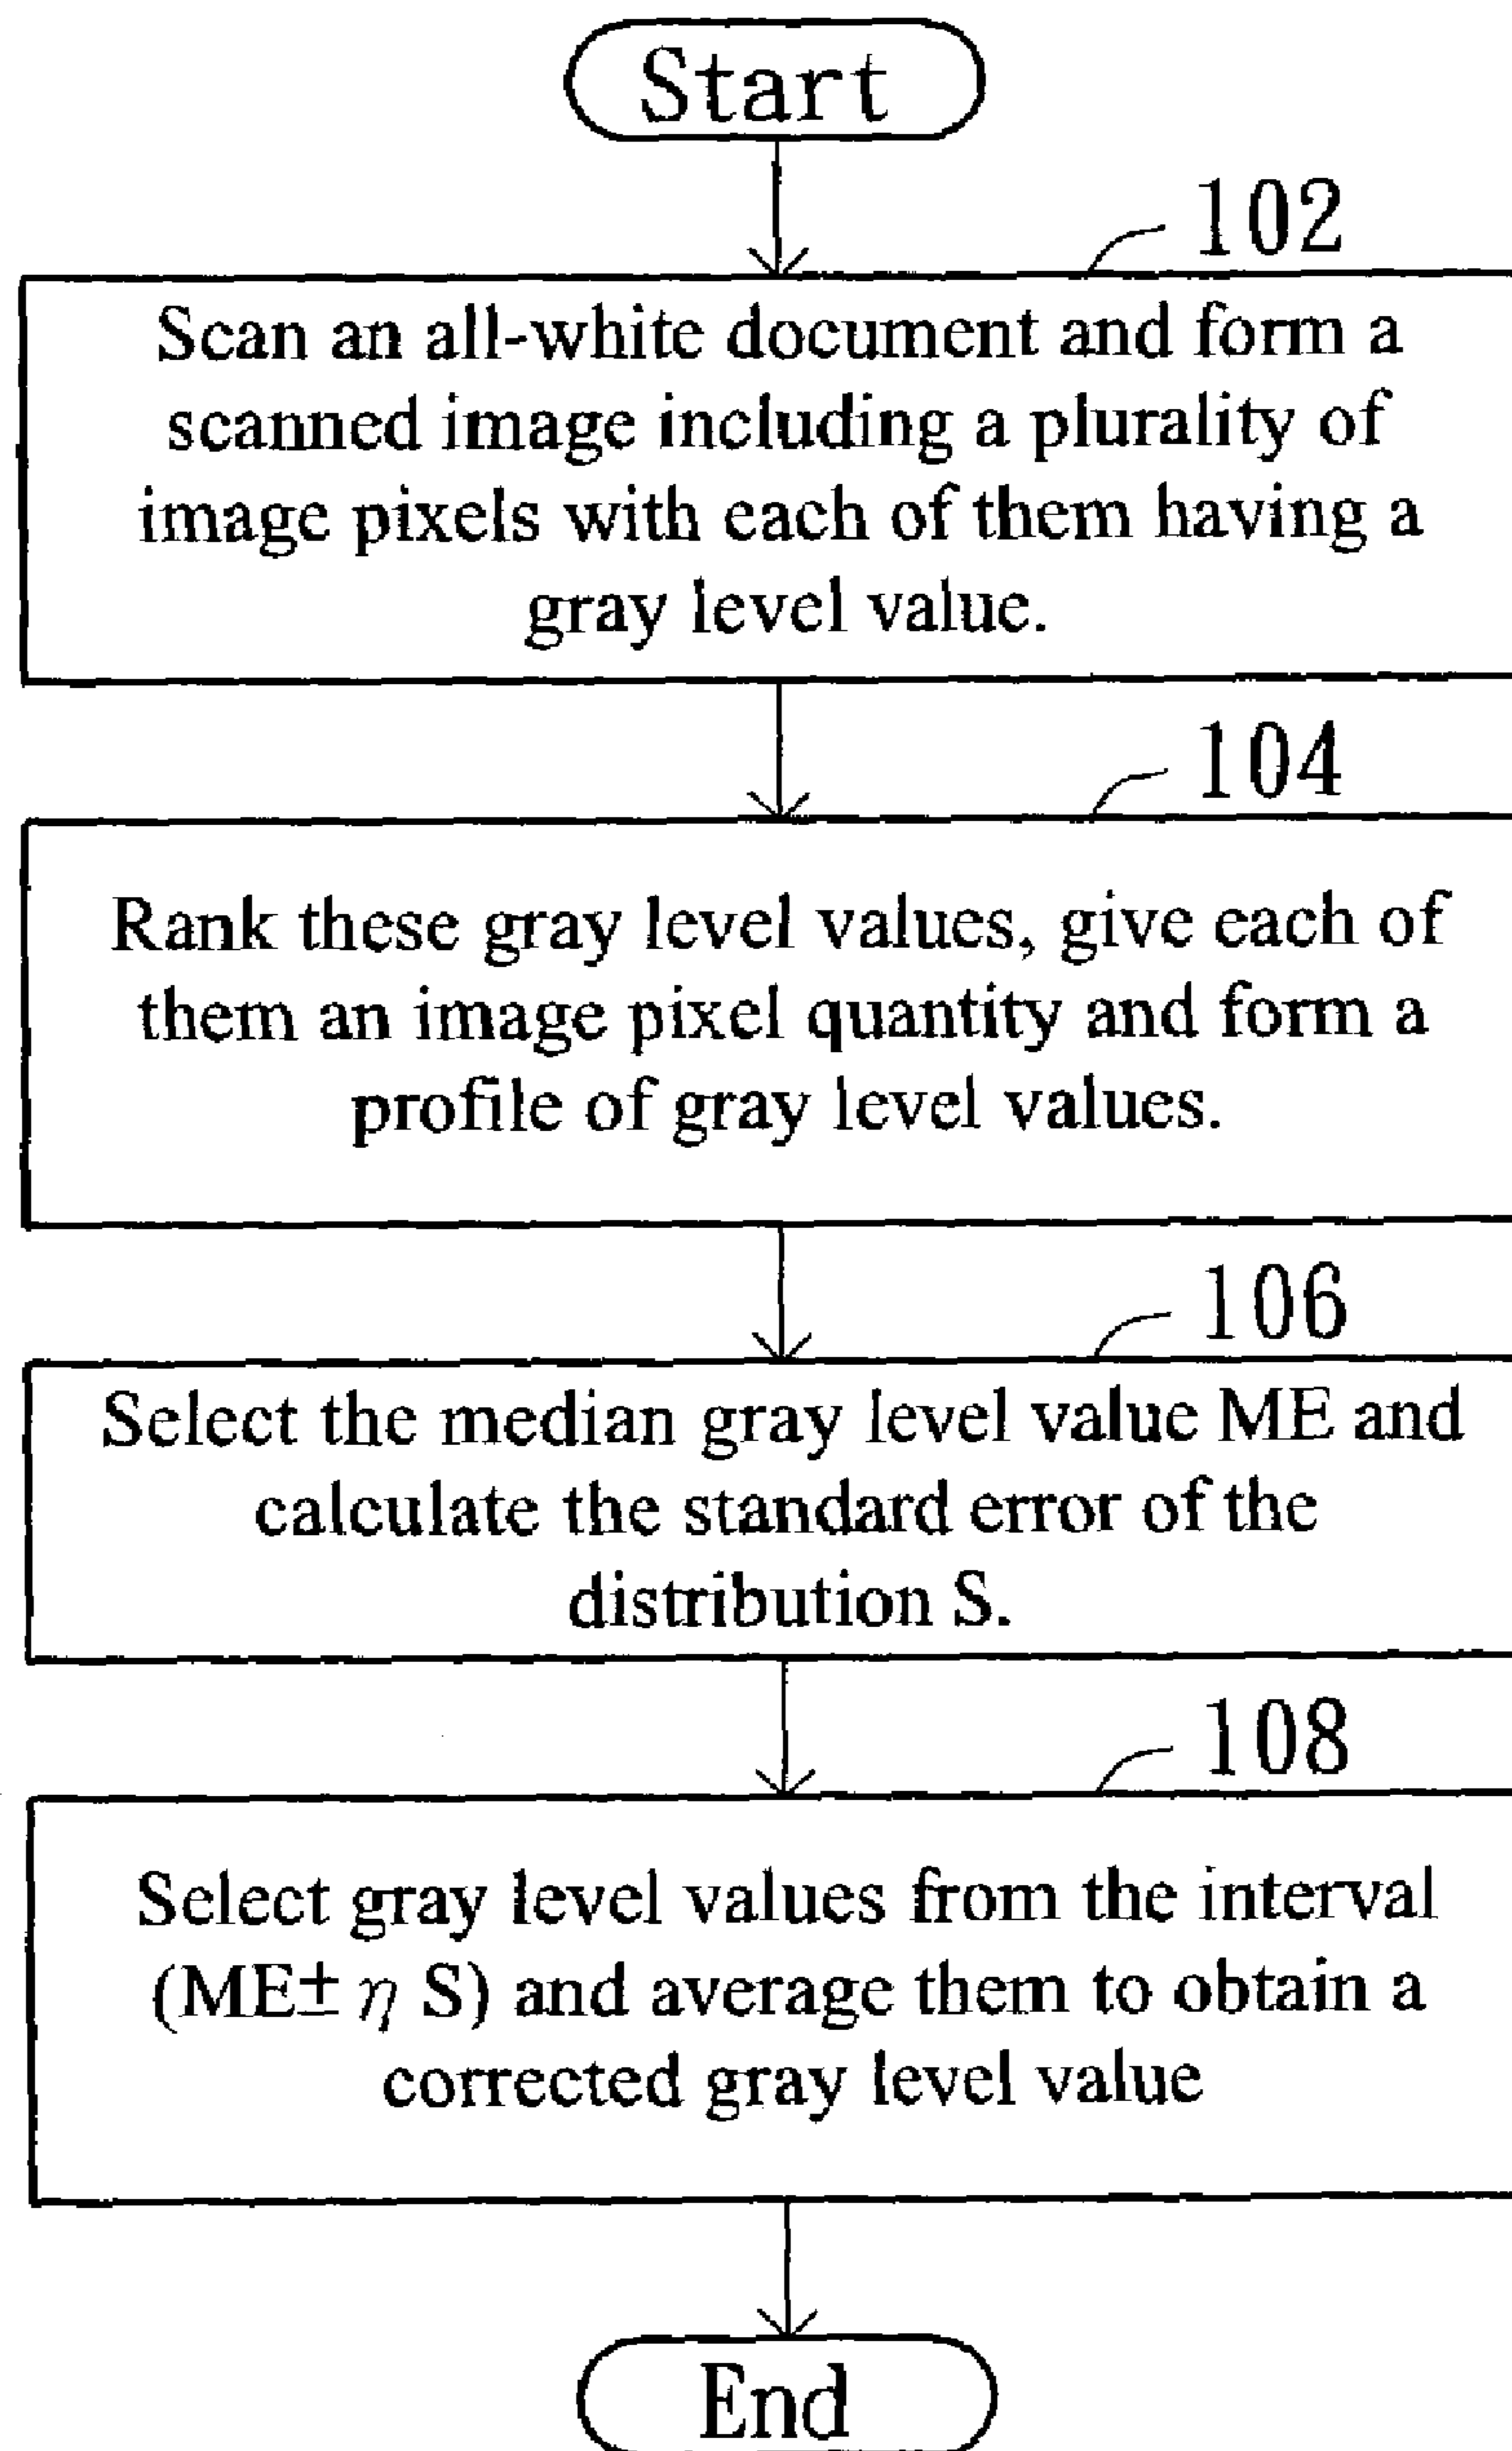 Start
102
Scan an all-white document and form a
scanned image including a plurality of
image pixels with each of them having a
gray level value.
104
Rank these gray level values, give each of
them an image pixel quantity and form a
profile of gray level values.
106
Select the median gray level value ME and
calculate the standard error of the
distribution S.
108
Select gray level values from the interval
(ME± η S) and average them to obtain a
corrected gray level value
End